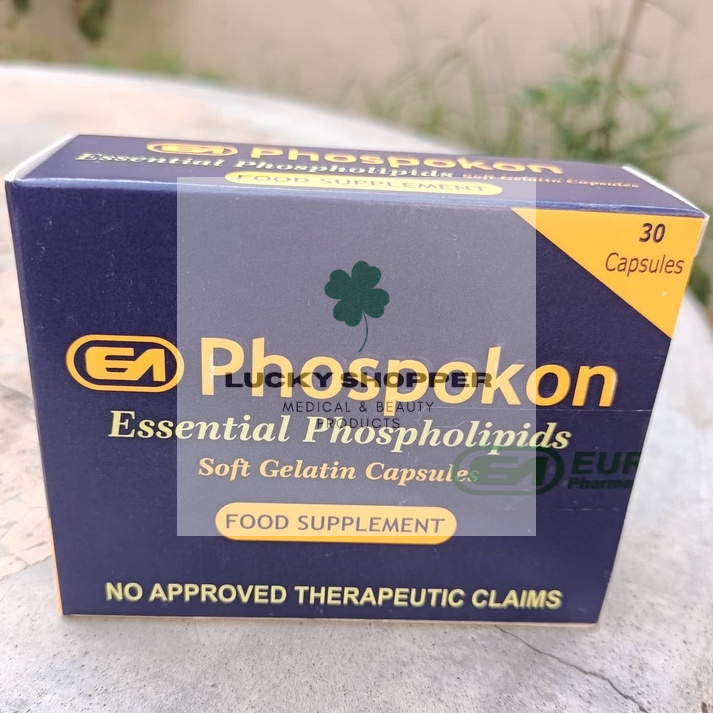 EA Phospokon
Essential Phospholipids Soft Gelatin Capsules
FOOD SUPPLEMENT
30
Capsules
EA Phospokon
LUCKY SHOPPER
MEDICAL & BEAUTY
PRODUCTS
Essential Phospholipids
Soft Gelatin Capsules
EA EUR
Pharma
FOOD SUPPLEMENT
NO APPROVED THERAPEUTIC CLAIMS